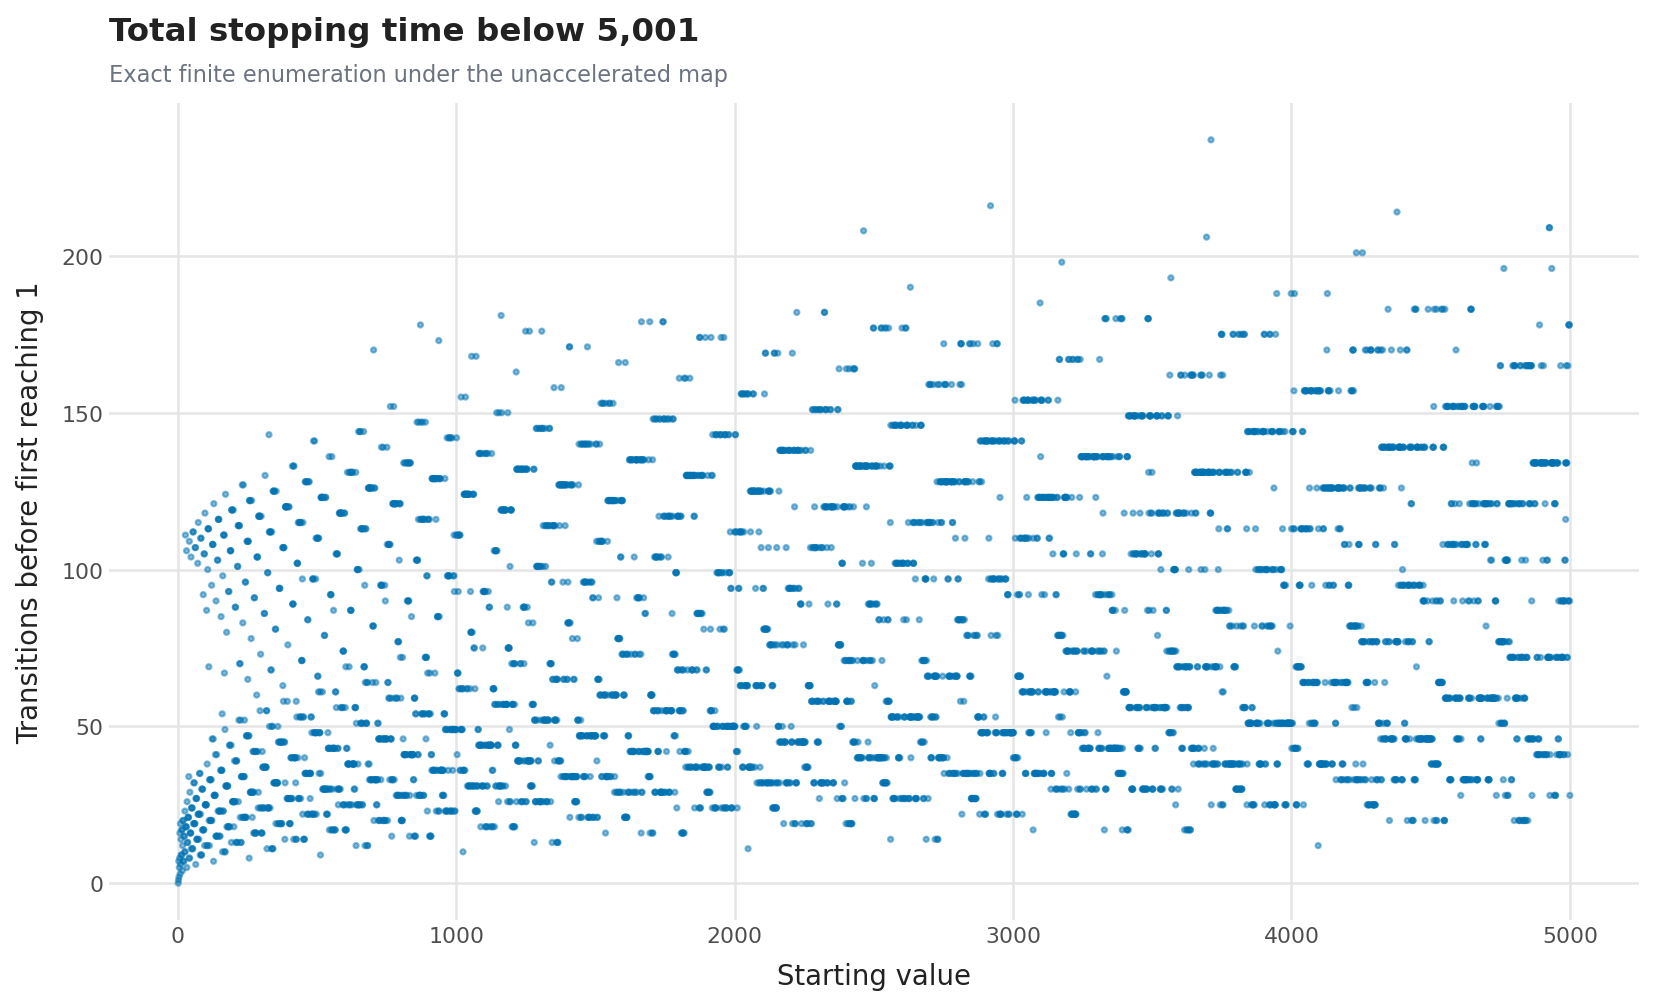 Total stopping time below 5,001
Exact finite enumeration under the unaccelerated map
Transitions before first reaching 1
200
150
100
50
0
0 1000 2000 3000 4000 5000
Starting value